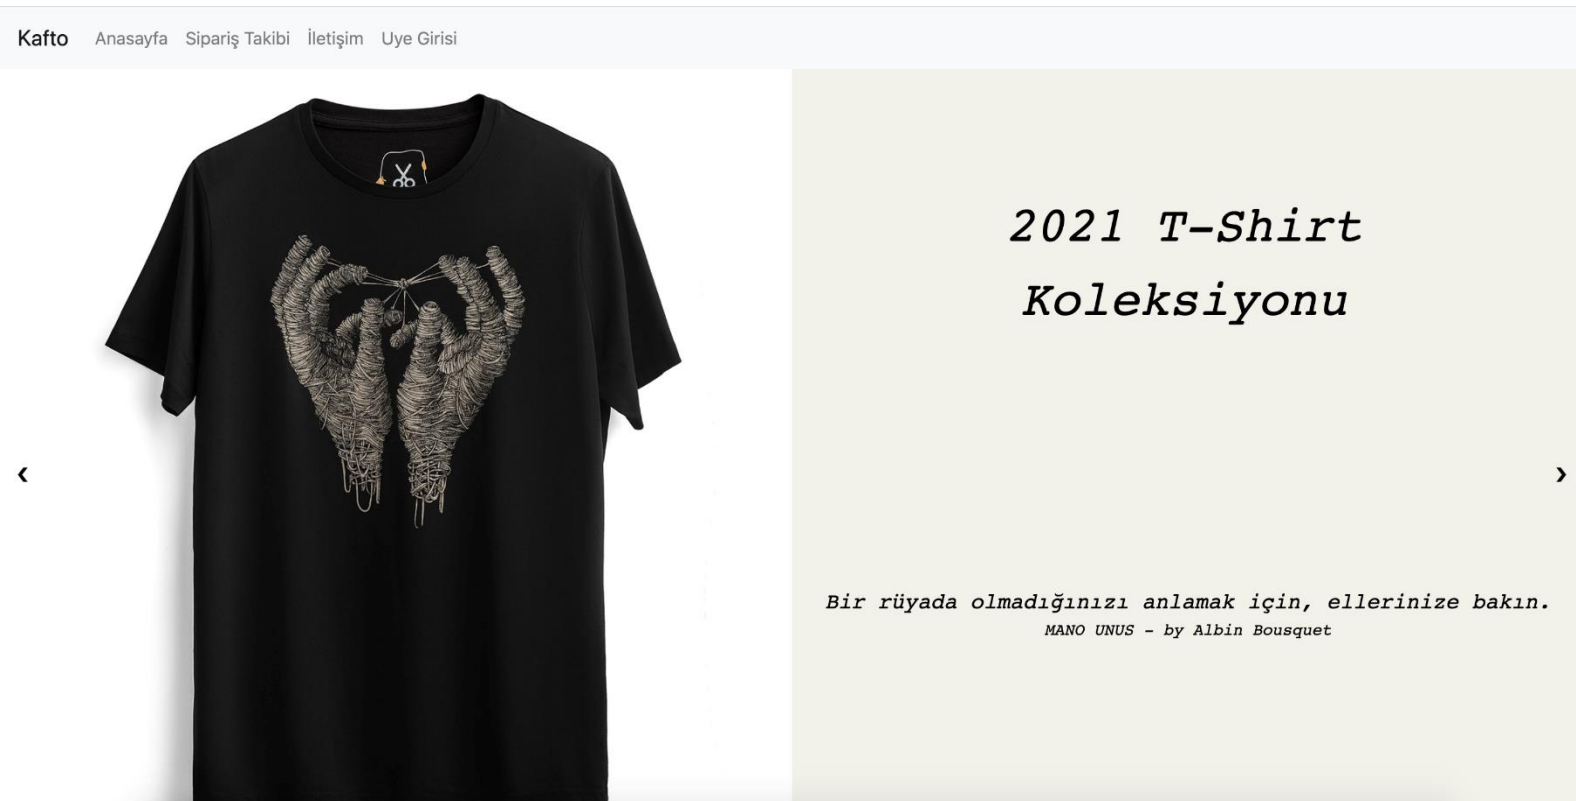 Kafto Anasayfa Sipariş Takibi İletişim Uye Girisi
2021 T-Shirt
Koleksiyonu
Bir rüyada olmadığınızı anlamak için, ellerinize bakın.
MANO UNUS - by Albin Bousquet